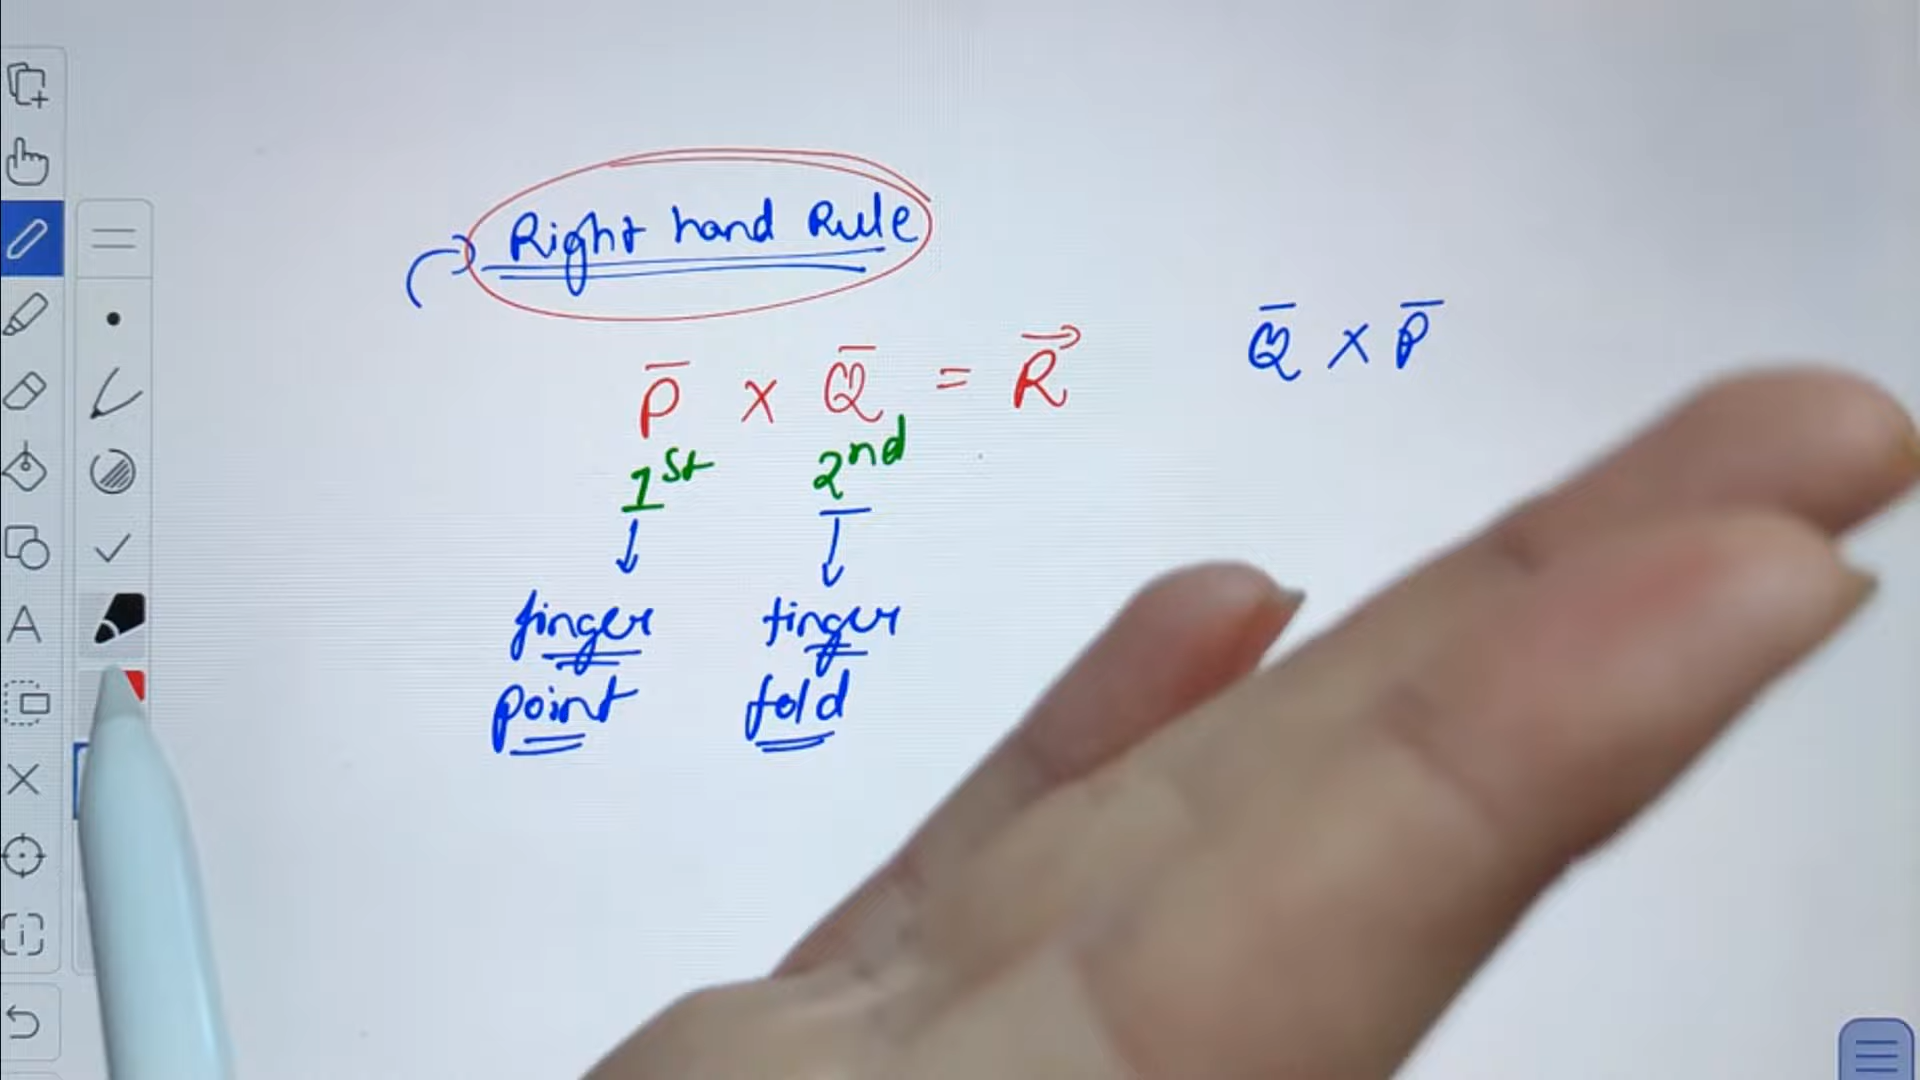 Right hand Rule
P̄ × Q̄ = R⃗
Q̄ × P̄
1st 2nd
↓ ↓
finger finger
point fold
A